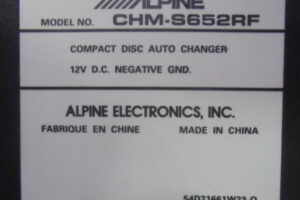 ALPINE
MODEL NO. CHM-S652RF
COMPACT DISC AUTO CHANGER
12V D.C. NEGATIVE GND.
ALPINE ELECTRONICS, INC.
FABRIQUE EN CHINE MADE IN CHINA